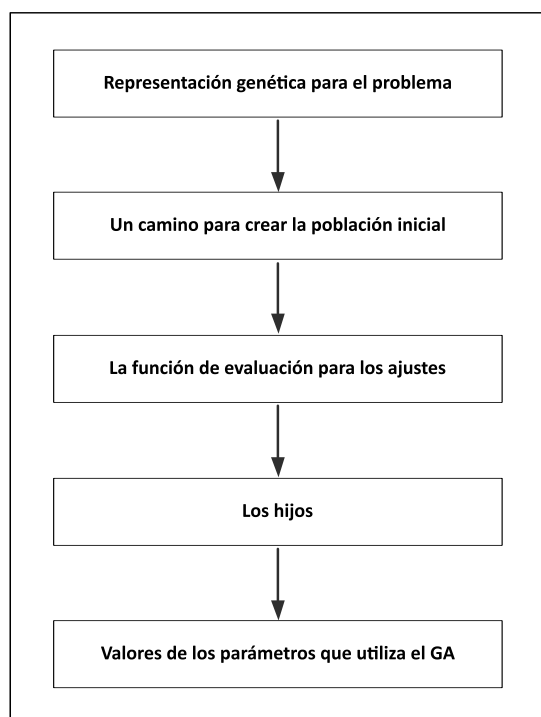 Representación genética para el problema
Un camino para crear la población inicial
La función de evaluación para los ajustes
Los hijos
Valores de los parámetros que utiliza el GA